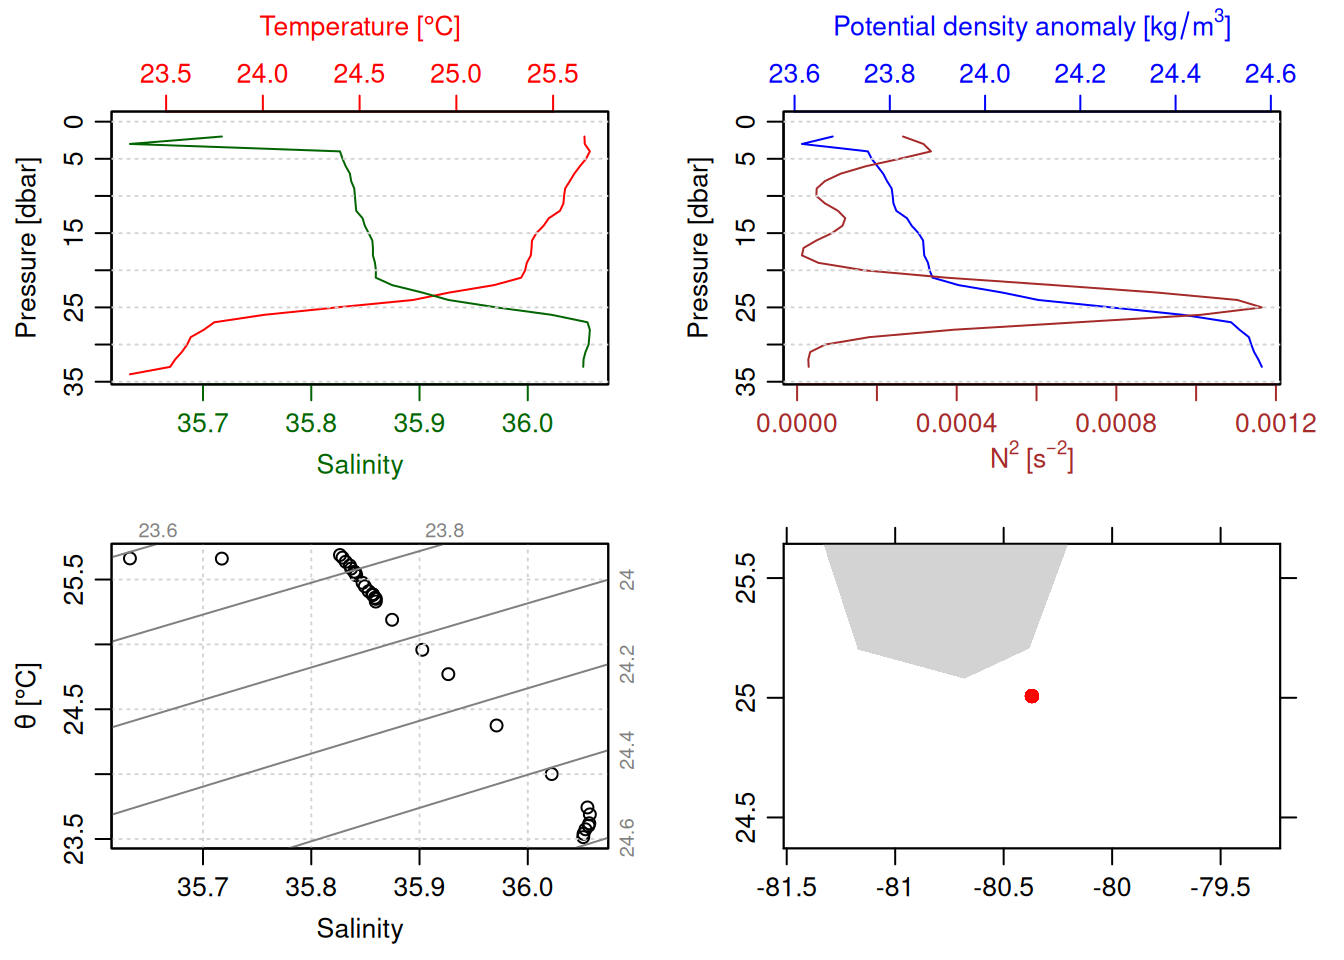 Temperature [°C]
23.5 24.0 24.5 25.0 25.5
Pressure [dbar]
0
5
15
25
35
35.7 35.8 35.9 36.0
Salinity
Potential density anomaly [kg/m³]
23.6 23.8 24.0 24.2 24.4 24.6
Pressure [dbar]
0
5
15
25
35
0.0000 0.0004 0.0008 0.0012
N² [s⁻²]
23.6 23.8
24
24.2
24.4
24.6
θ [°C]
25.5
24.5
23.5
35.7 35.8 35.9 36.0
Salinity
25.5
25
24.5
-81.5 -81 -80.5 -80 -79.5